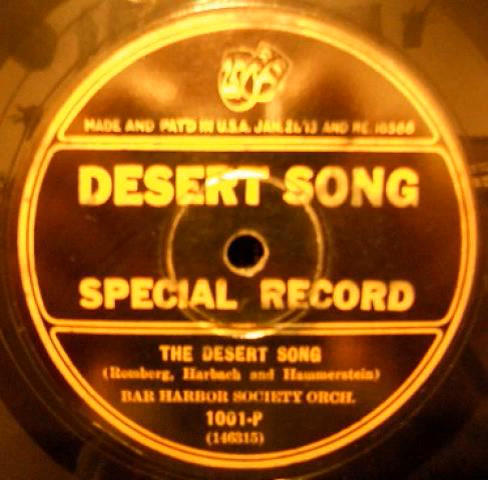 MADE AND PAT'D IN U.S.A. JAN. 21/13 AND RE. 16588
DESERT SONG
SPECIAL RECORD
THE DESERT SONG
(Romberg, Harbach and Hammerstein)
BAR HARBOR SOCIETY ORCH.
1001-P
(146315)